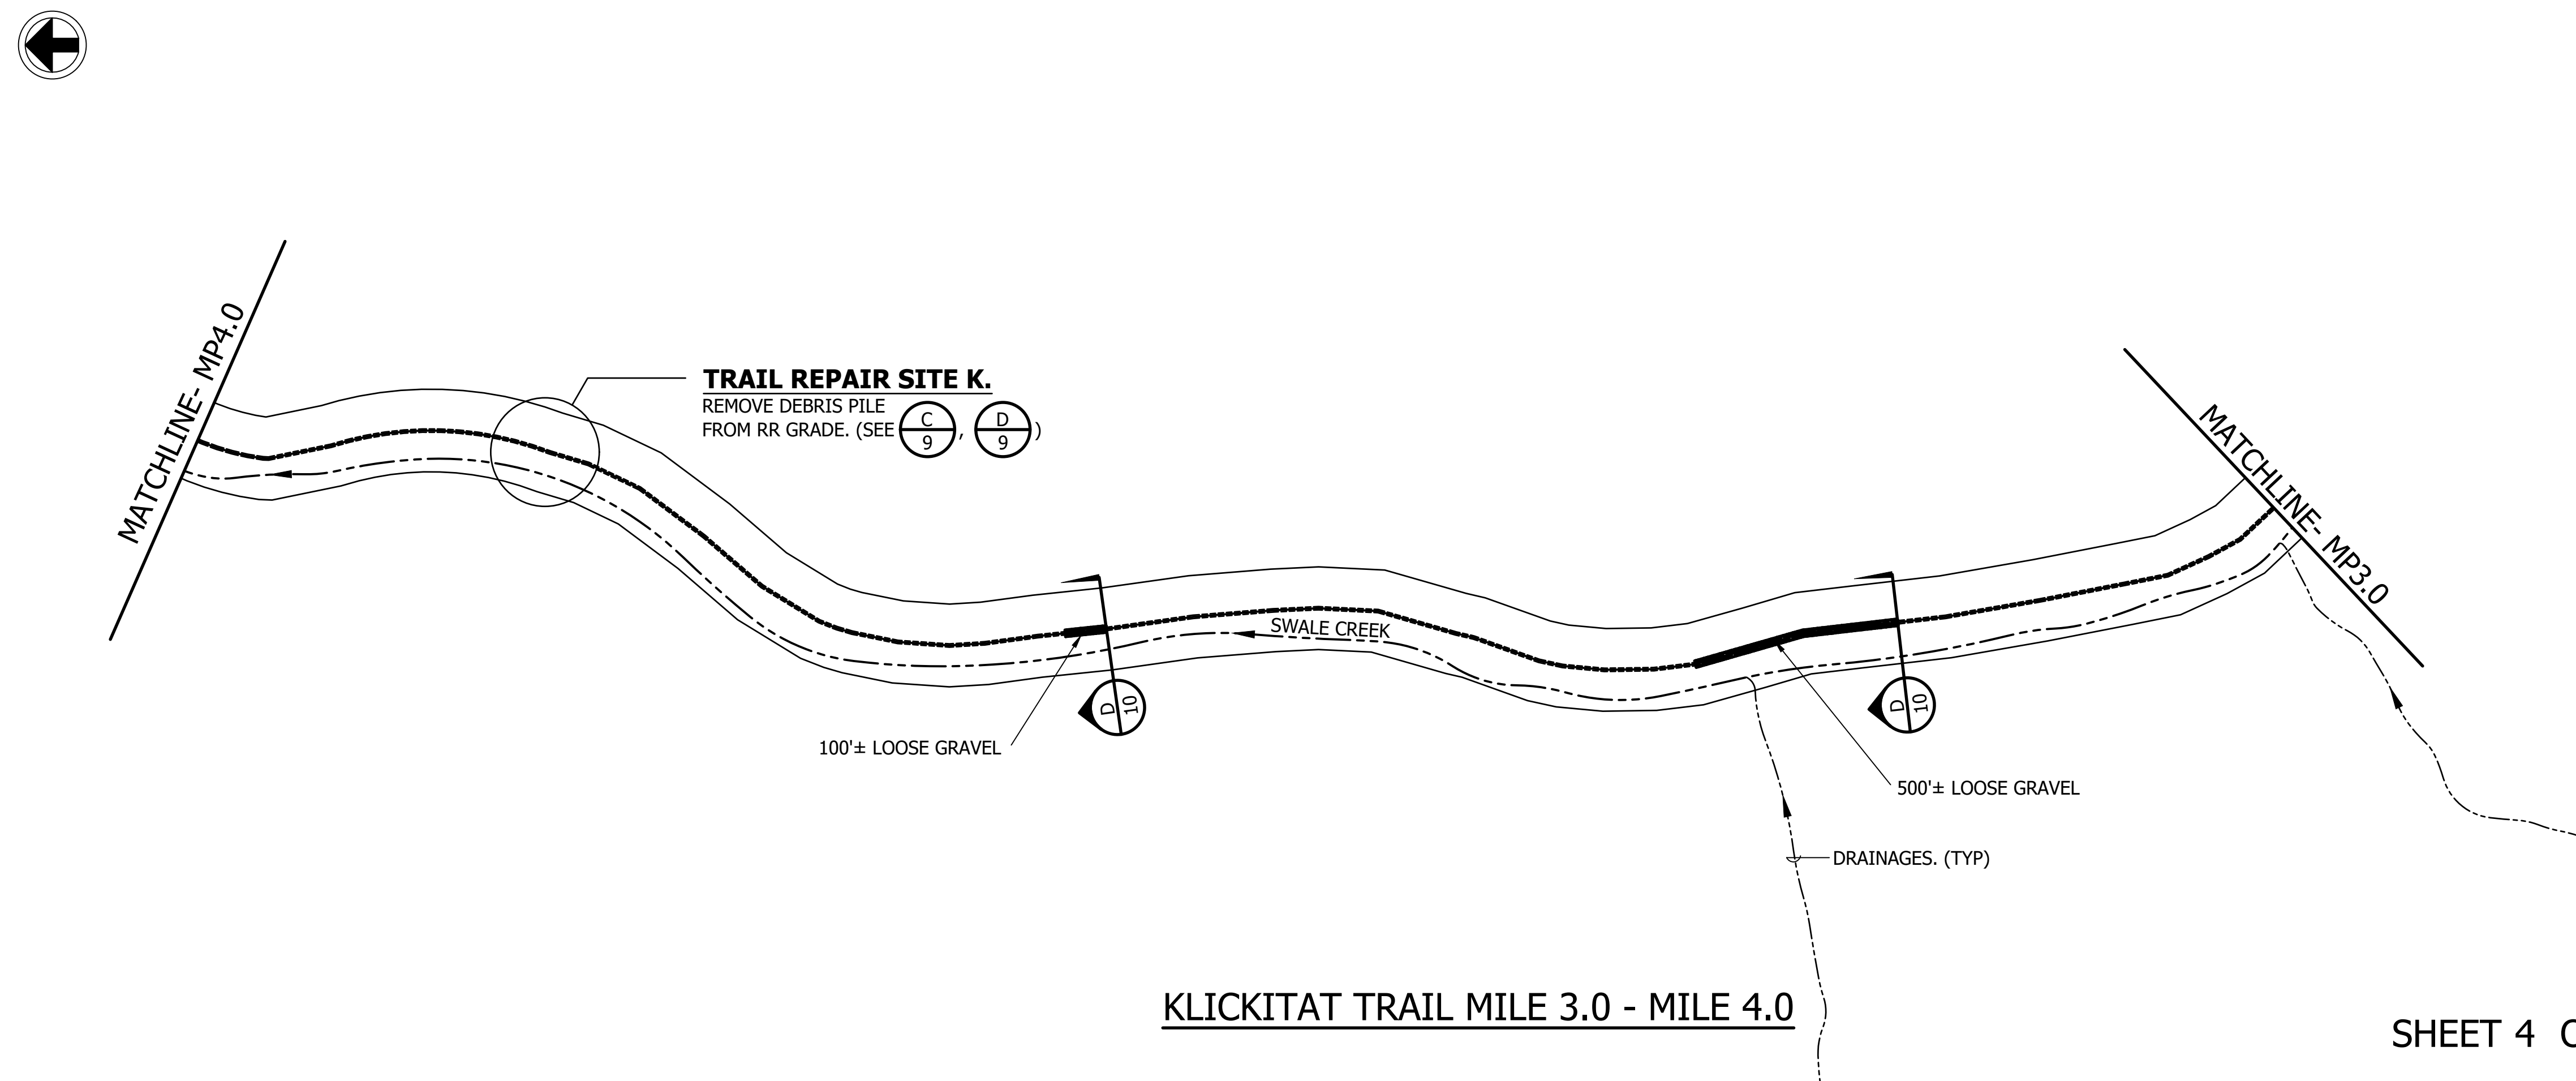 MATCHLINE- MP4.0
TRAIL REPAIR SITE K.
REMOVE DEBRIS PILE
FROM RR GRADE. (SEE C 9 , D 9 )
MATCHLINE- MP3.0
SWALE CREEK
D
10
D
10
100'± LOOSE GRAVEL
500'± LOOSE GRAVEL
DRAINAGES. (TYP)
KLICKITAT TRAIL MILE 3.0 - MILE 4.0
SHEET 4